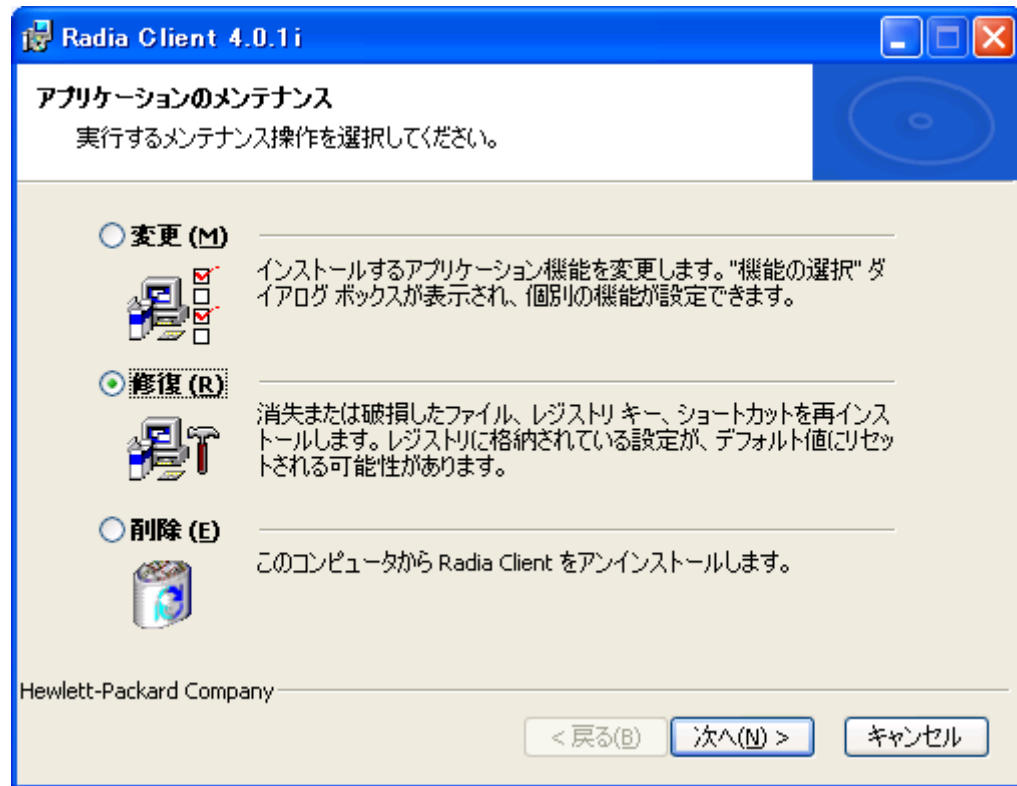 Radia Client 4.0.1i
アプリケーションのメンテナンス
実行するメンテナンス操作を選択してください。
変更 (M)
インストールするアプリケーション機能を変更します。"機能の選択" ダ
イアログ ボックスが表示され、個別の機能が設定できます。
修復 (R)
消失または破損したファイル、レジストリ キー、ショートカットを再インス
トールします。レジストリに格納されている設定が、デフォルト値にリセッ
トされる可能性があります。
削除 (E)
このコンピュータから Radia Client をアンインストールします。
Hewlett-Packard Company
< 戻る(B)
次へ(N) >
キャンセル